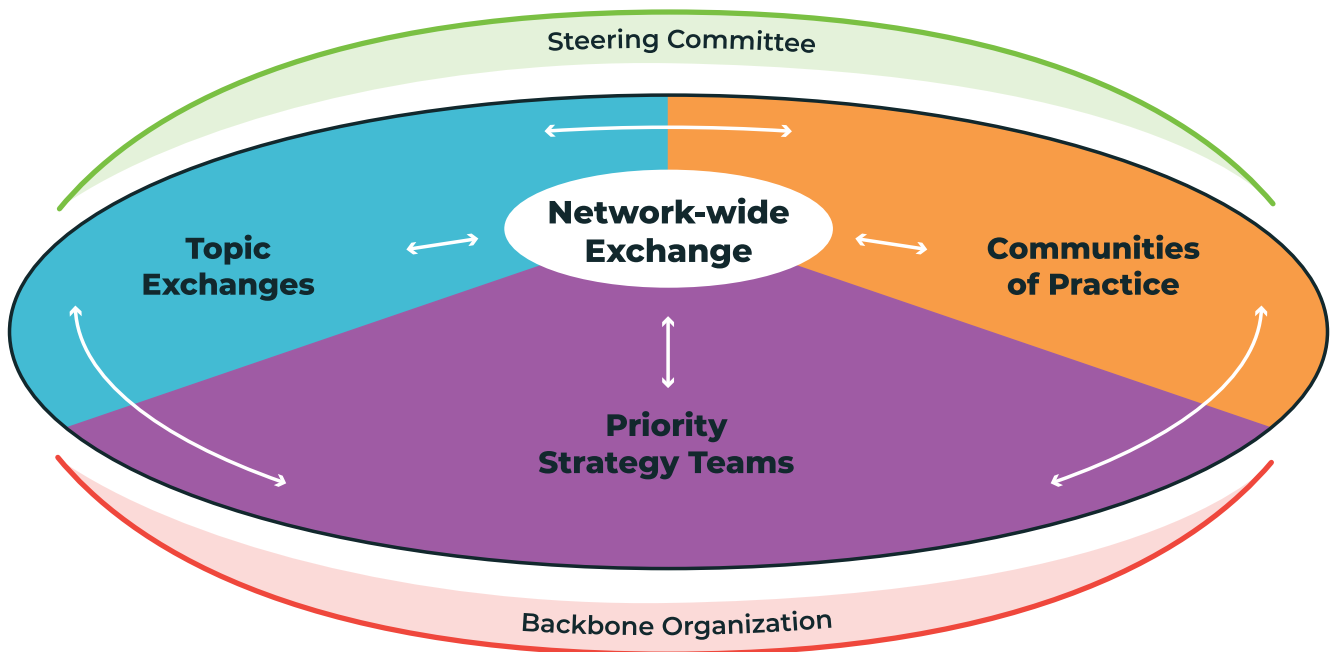 Steering Committee
Network-wide
Exchange
Topic
Exchanges
Communities
of Practice
Priority
Strategy Teams
Backbone Organization